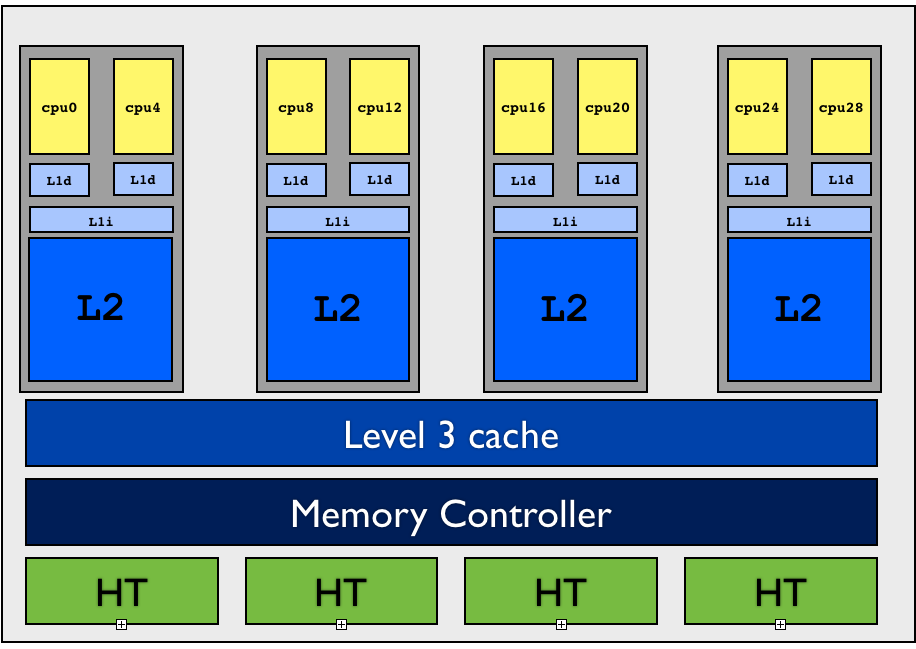 cpu0 cpu4 cpu8 cpu12 cpu16 cpu20 cpu24 cpu28
L1d L1d L1d L1d L1d L1d L1d L1d
L1i L1i L1i L1i
L2 L2 L2 L2
Level 3 cache
Memory Controller
HT HT HT HT